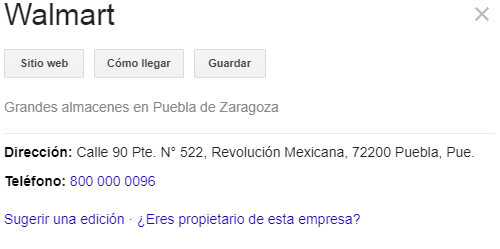 Walmart
Sitio web Cómo llegar Guardar
Grandes almacenes en Puebla de Zaragoza
Dirección: Calle 90 Pte. N° 522, Revolución Mexicana, 72200 Puebla, Pue.
Teléfono: 800 000 0096
Sugerir una edición · ¿Eres propietario de esta empresa?